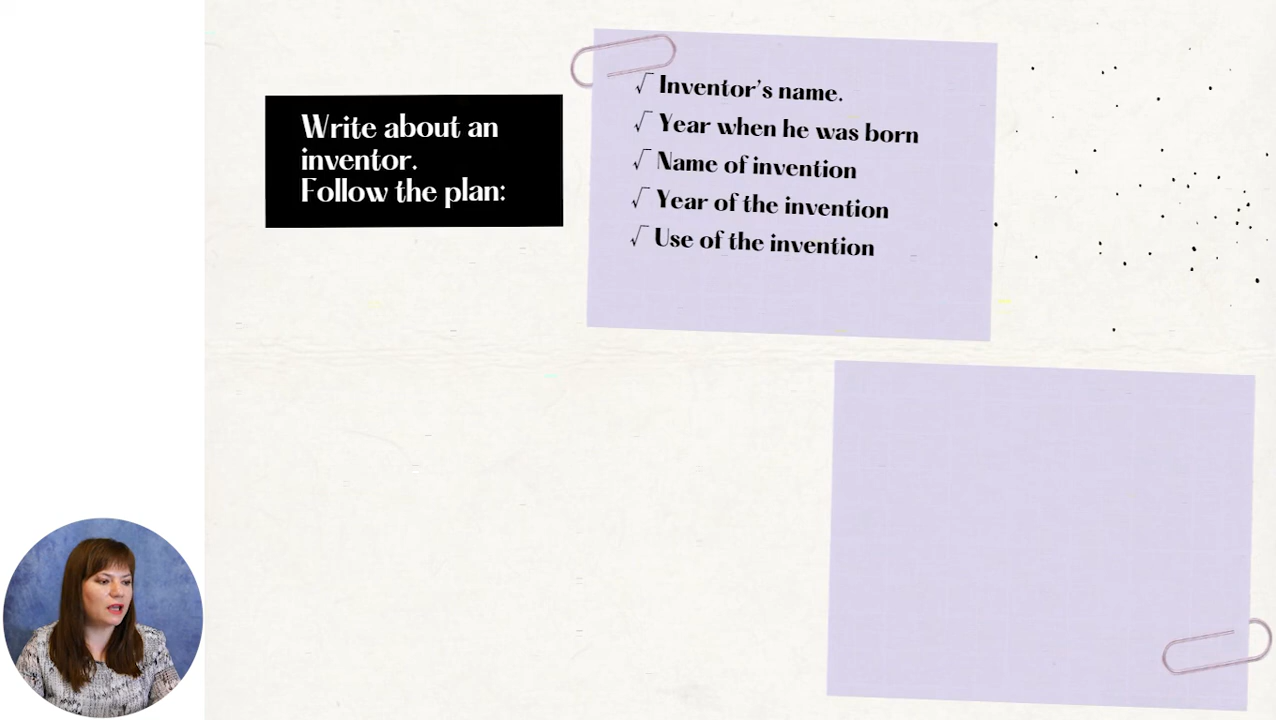 Write about an
inventor.
Follow the plan:
√ Inventor's name.
√ Year when he was born
√ Name of invention
√ Year of the invention
√ Use of the invention